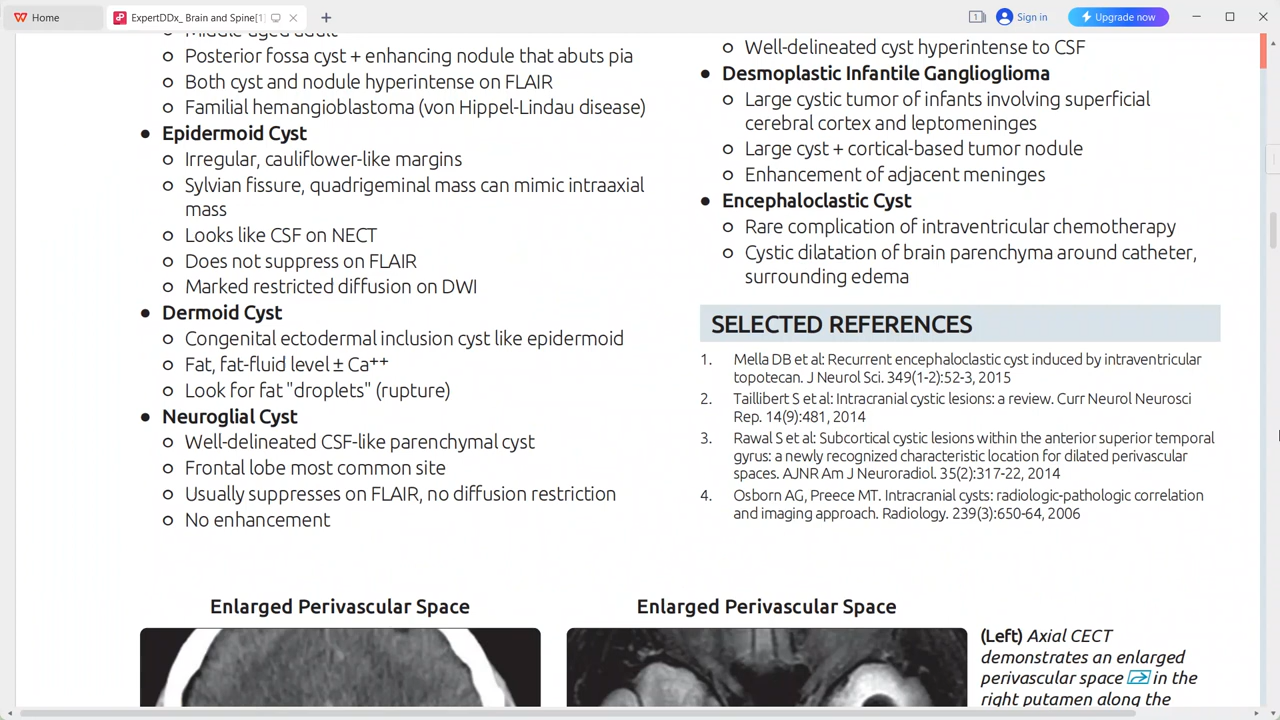 Home
ExpertDDx_ Brain and Spine[1]
Sign in
Upgrade now
Middle-aged adult
Posterior fossa cyst + enhancing nodule that abuts pia
Both cyst and nodule hyperintense on FLAIR
Familial hemangioblastoma (von Hippel-Lindau disease)
Epidermoid Cyst
Irregular, cauliflower-like margins
Sylvian fissure, quadrigeminal mass can mimic intraaxial
mass
Looks like CSF on NECT
Does not suppress on FLAIR
Marked restricted diffusion on DWI
Dermoid Cyst
Congenital ectodermal inclusion cyst like epidermoid
Fat, fat-fluid level ± Ca⁺⁺
Look for fat "droplets" (rupture)
Neuroglial Cyst
Well-delineated CSF-like parenchymal cyst
Frontal lobe most common site
Usually suppresses on FLAIR, no diffusion restriction
No enhancement
Well-delineated cyst hyperintense to CSF
Desmoplastic Infantile Ganglioglioma
Large cystic tumor of infants involving superficial
cerebral cortex and leptomeninges
Large cyst + cortical-based tumor nodule
Enhancement of adjacent meninges
Encephaloclastic Cyst
Rare complication of intraventricular chemotherapy
Cystic dilatation of brain parenchyma around catheter,
surrounding edema
SELECTED REFERENCES
1. Mella DB et al: Recurrent encephaloclastic cyst induced by intraventricular
topotecan. J Neurol Sci. 349(1-2):52-3, 2015
2. Taillibert S et al: Intracranial cystic lesions: a review. Curr Neurol Neurosci
Rep. 14(9):481, 2014
3. Rawal S et al: Subcortical cystic lesions within the anterior superior temporal
gyrus: a newly recognized characteristic location for dilated perivascular
spaces. AJNR Am J Neuroradiol. 35(2):317-22, 2014
4. Osborn AG, Preece MT. Intracranial cysts: radiologic-pathologic correlation
and imaging approach. Radiology. 239(3):650-64, 2006
Enlarged Perivascular Space
Enlarged Perivascular Space
(Left) Axial CECT
demonstrates an enlarged
perivascular space in the
right putamen along the